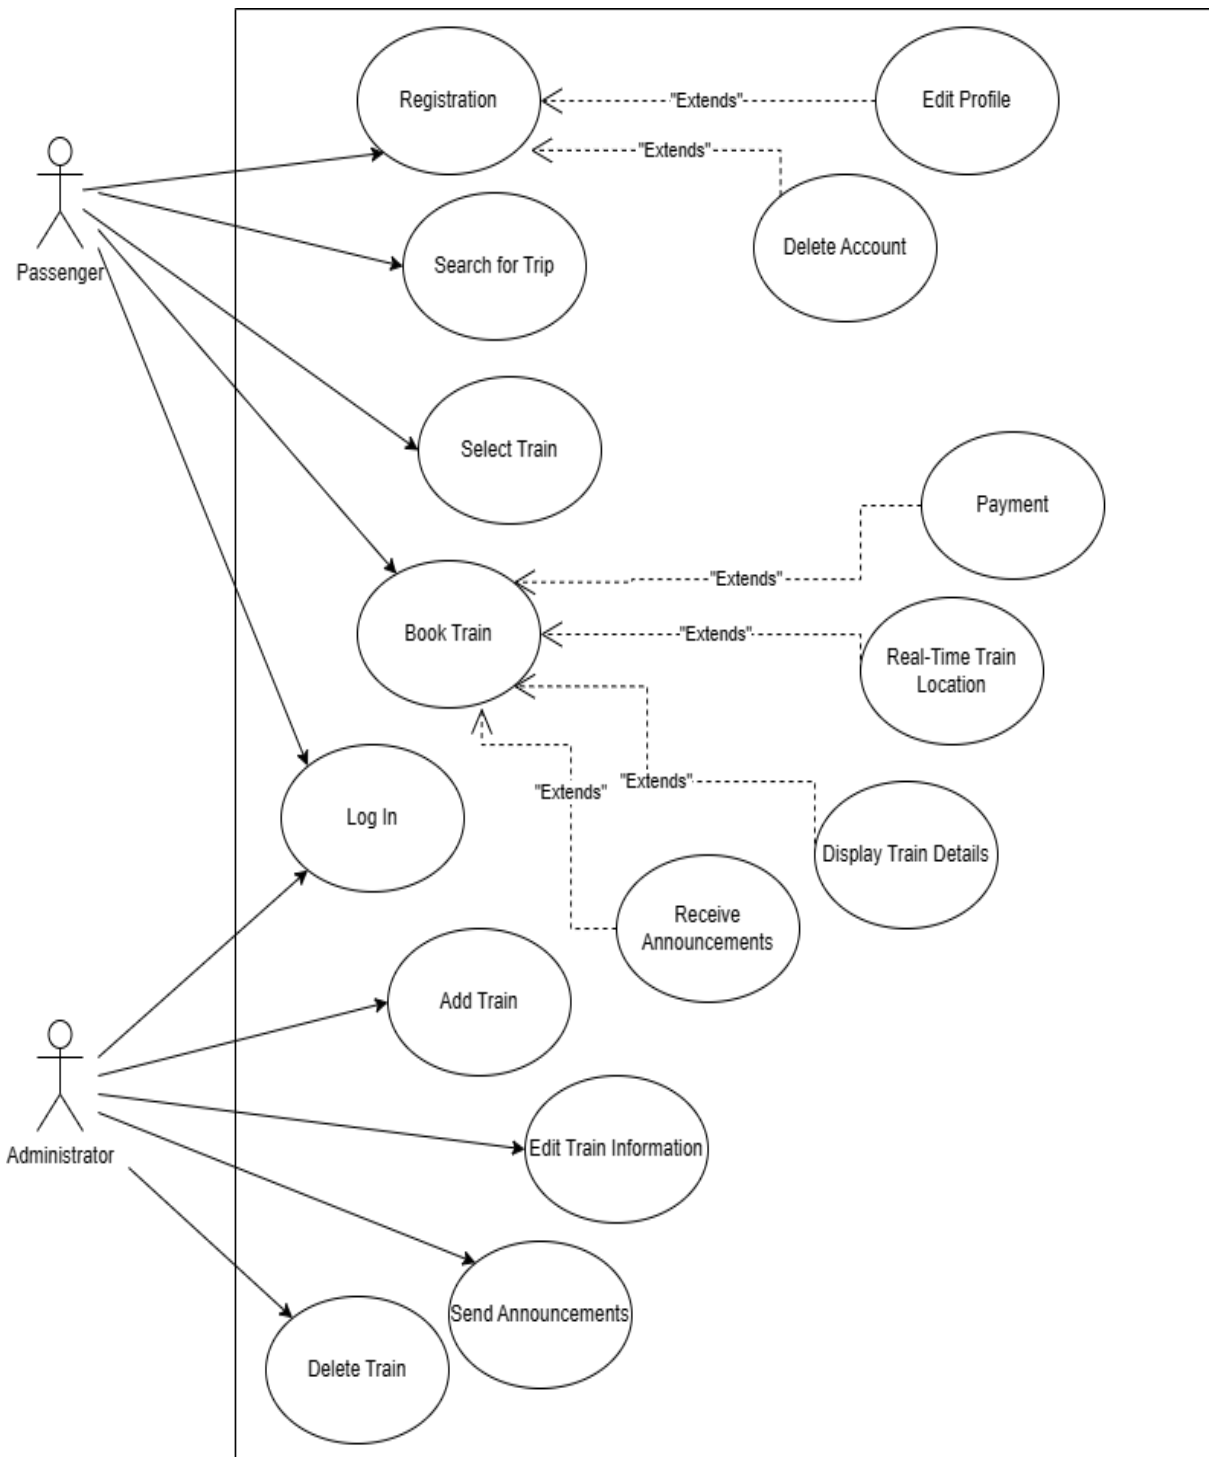 Registration
"Extends"
Edit Profile
"Extends"
Passenger
Search for Trip
Delete Account
Select Train
Payment
"Extends"
Book Train
"Extends"
Real-Time Train
Location
"Extends"
"Extends"
Log In
Display Train Details
Receive
Announcements
Add Train
Administrator
Edit Train Information
Send Announcements
Delete Train